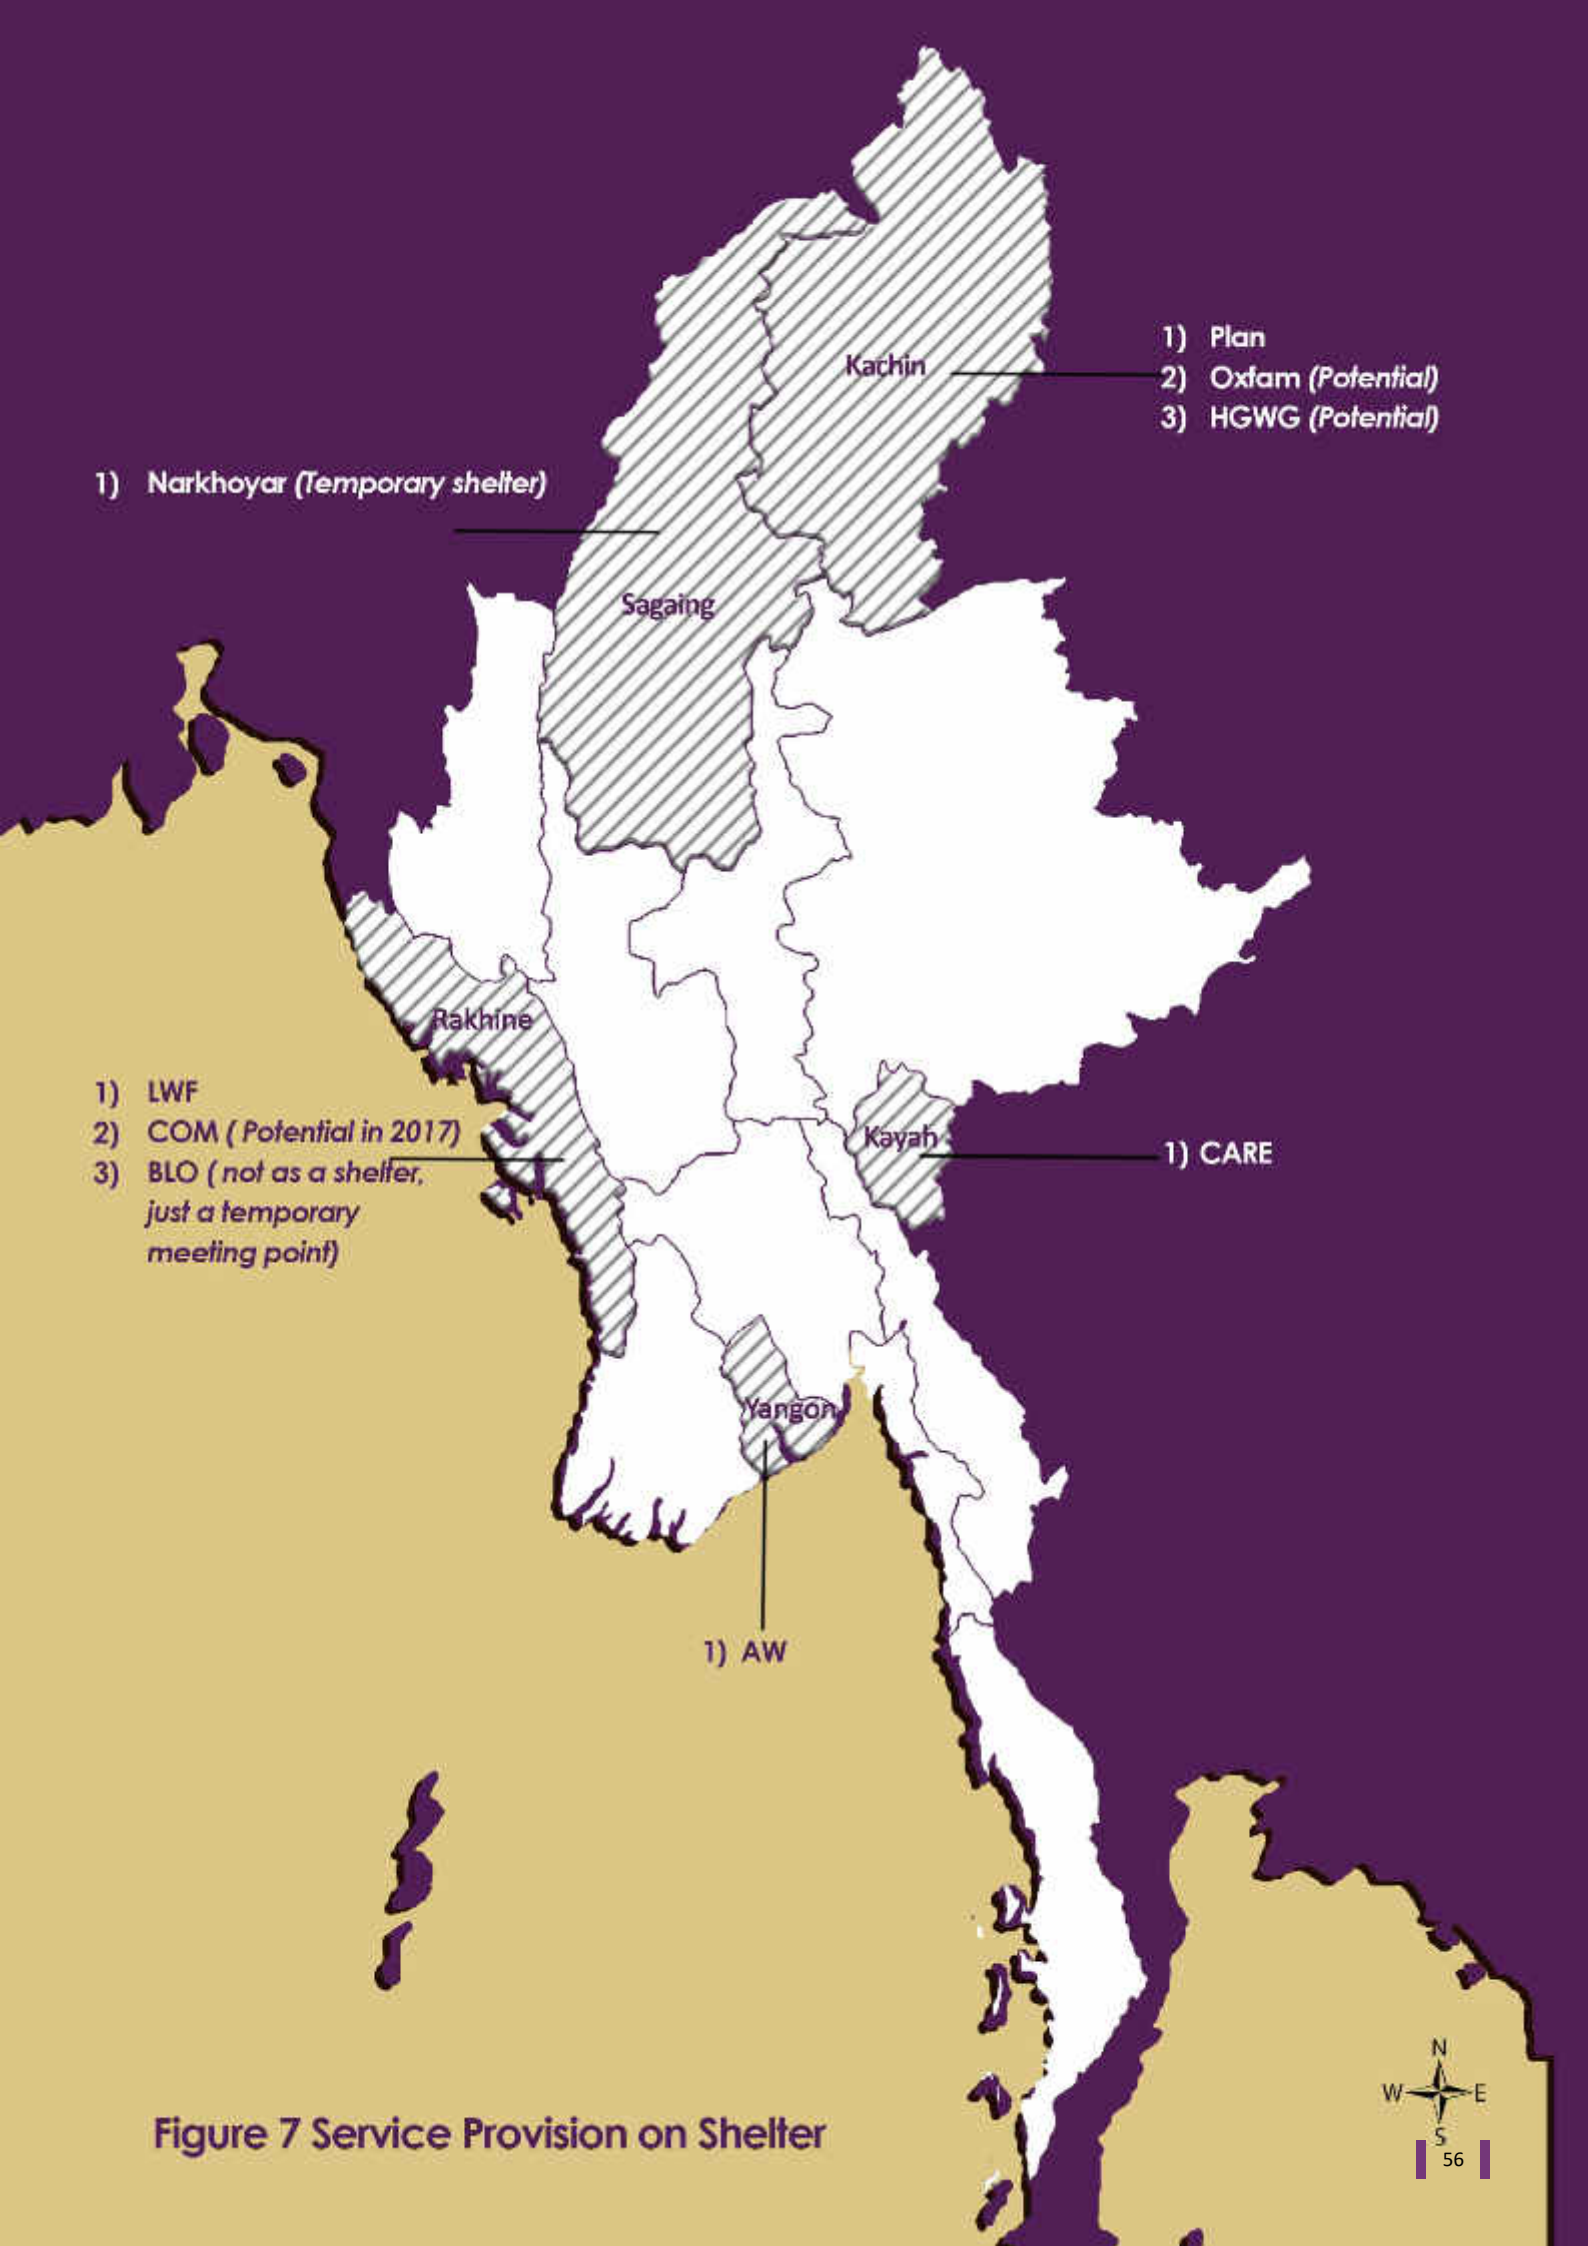 Kachin
1) Plan
2) Oxfam (Potential)
3) HGWG (Potential)
1) Narkhoyar (Temporary shelter)
Sagaing
Rakhine
1) LWF
2) COM ( Potential in 2017)
3) BLO ( not as a shelter,
just a temporary
meeting point)
Kayah
1) CARE
Yangon
1) AW
N
W E
S
Figure 7 Service Provision on Shelter
56